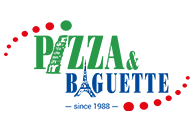 PIZZA &
BAGUETTE
— since 1988 —